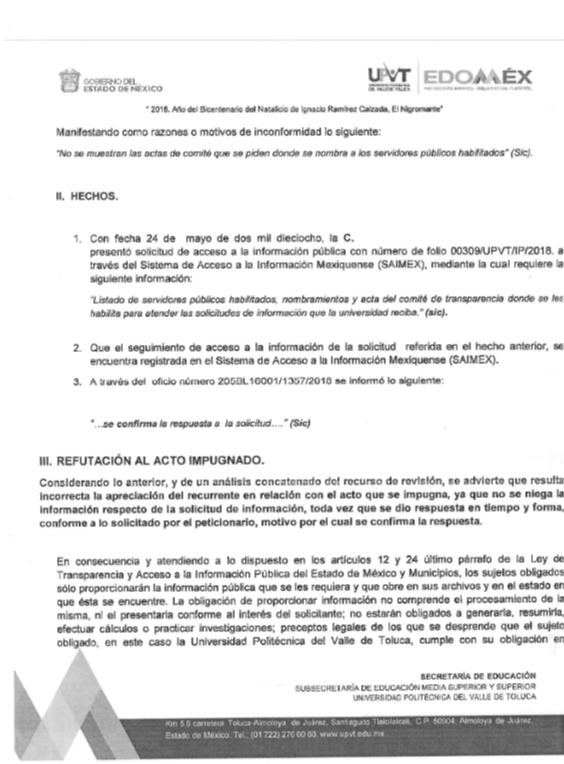 GOBIERNO DEL
ESTADO DE MÉXICO
UPVT
EDOMÉX
" 2018. Año del Bicentenario del Natalicio de Ignacio Ramírez Calzada, El Nigromante"
Manifestando como razones o motivos de inconformidad lo siguiente:
"No se muestran las actas de comité que se piden donde se nombra a los servidores públicos habilitados" (Sic).
II. HECHOS.
1. Con fecha 24 de mayo de dos mil dieciocho, la C.
presentó solicitud de acceso a la información pública con número de folio 00309/UPVT/IP/2018. a
través del Sistema de Acceso a la Información Mexiquense (SAIMEX), mediante la cual requiere la
siguiente información:
"Listado de servidores públicos habilitados, nombramientos y acta del comité de transparencia donde se les
habilita para atender las solicitudes de información que la universidad reciba." (sic).
2. Que el seguimiento de acceso a la información de la solicitud referida en el hecho anterior, se
encuentra registrada en el Sistema de Acceso a la Información Mexiquense (SAIMEX).
3. A través del oficio número 205BL16001/1357/2018 se informó lo siguiente:
"...se confirma la respuesta a la solicitud...." (Sic)
III. REFUTACIÓN AL ACTO IMPUGNADO.
Considerando lo anterior, y de un análisis concatenado del recurso de revisión, se advierte que resulta
incorrecta la apreciación del recurrente en relación con el acto que se impugna, ya que no se niega la
información respecto de la solicitud de información, toda vez que se dio respuesta en tiempo y forma,
conforme a lo solicitado por el peticionario, motivo por el cual se confirma la respuesta.
En consecuencia y atendiendo a lo dispuesto en los artículos 12 y 24 último párrafo de la Ley de
Transparencia y Acceso a la Información Pública del Estado de México y Municipios, los sujetos obligados
sólo proporcionarán la información pública que se les requiera y que obre en sus archivos y en el estado en
que ésta se encuentre. La obligación de proporcionar información no comprende el procesamiento de la
misma, ni el presentarla conforme al interés del solicitante; no estarán obligados a generarla, resumirla,
efectuar cálculos o practicar investigaciones; preceptos legales de los que se desprende que el sujeto
obligado, en este caso la Universidad Politécnica del Valle de Toluca, cumple con su obligación en
SECRETARÍA DE EDUCACIÓN
SUBSECRETARÍA DE EDUCACIÓN MEDIA SUPERIOR Y SUPERIOR
UNIVERSIDAD POLITÉCNICA DEL VALLE DE TOLUCA
Km 5.6 carretera Toluca-Almoloya de Juárez, Santiaguito Tlalcilalcali, C.P. 50904, Almoloya de Juárez,
Estado de México. Tel.: (01 722) 276 60 60. www.upvt.edu.mx